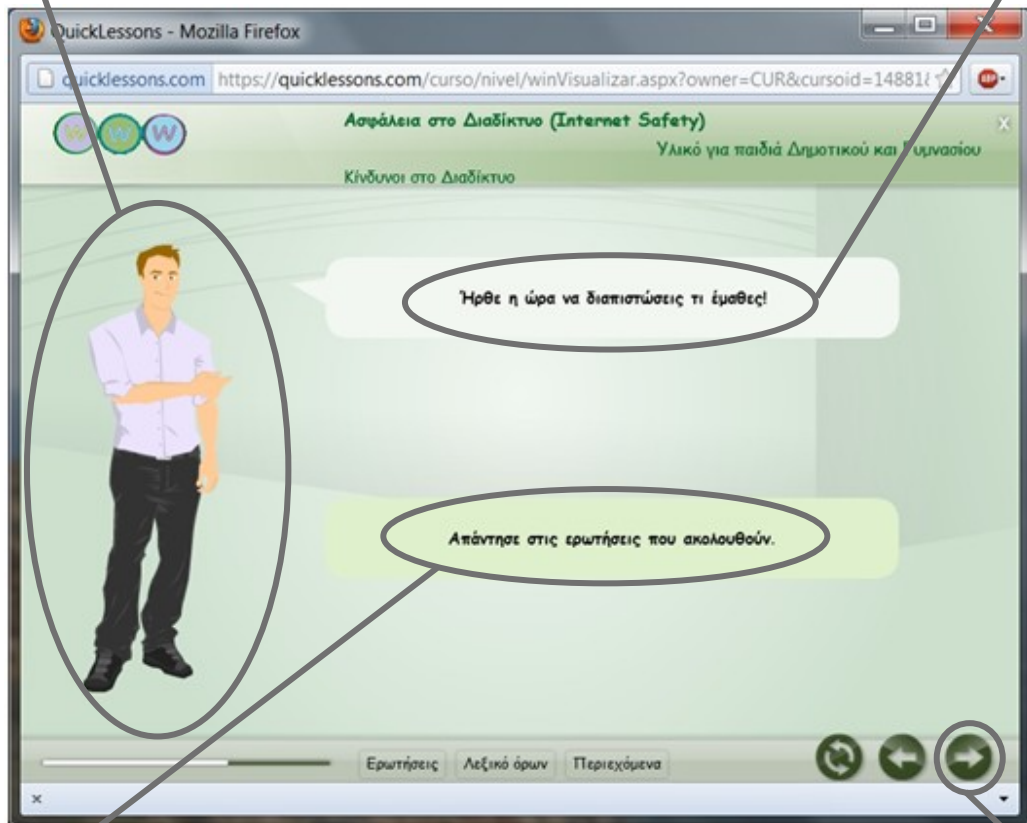 QuickLessons - Mozilla Firefox
quicklessons.com https://quicklessons.com/curso/nivel/winVisualizar.aspx?owner=CUR&cursoid=14881
W W W
Ασφάλεια στο Διαδίκτυο (Internet Safety)
Υλικό για παιδιά Δημοτικού και Γυμνασίου
Κίνδυνοι στο Διαδίκτυο
Ήρθε η ώρα να διαπιστώσεις τι έμαθες!
Απάντησε στις ερωτήσεις που ακολουθούν.
Ερωτήσεις Λεξικό όρων Περιεχόμενα